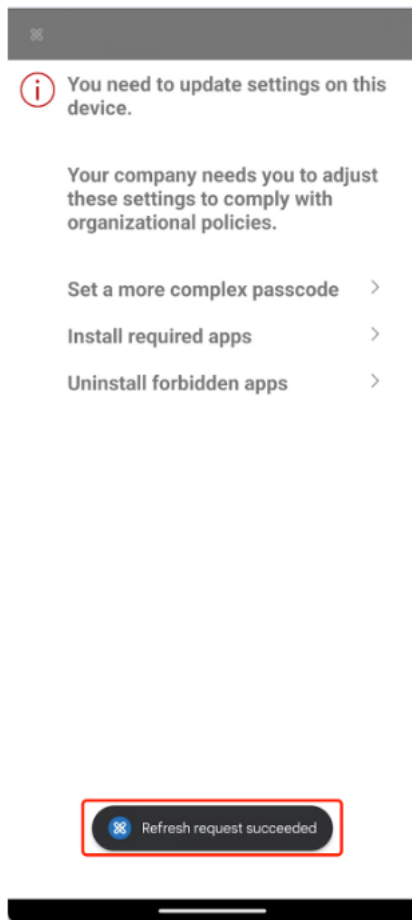 You need to update settings on this
device.
Your company needs you to adjust
these settings to comply with
organizational policies.
Set a more complex passcode
Install required apps
Uninstall forbidden apps
Refresh request succeeded